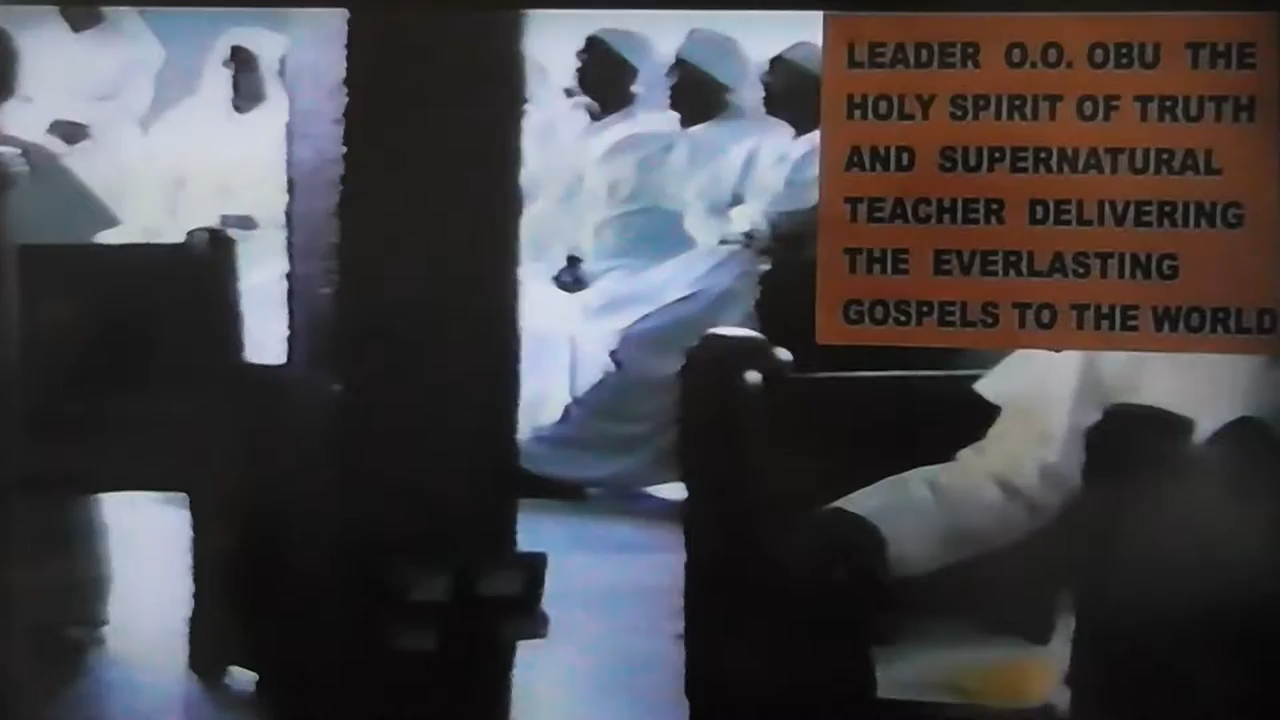 LEADER O.O. OBU THE
HOLY SPIRIT OF TRUTH
AND SUPERNATURAL
TEACHER DELIVERING
THE EVERLASTING
GOSPELS TO THE WORLD